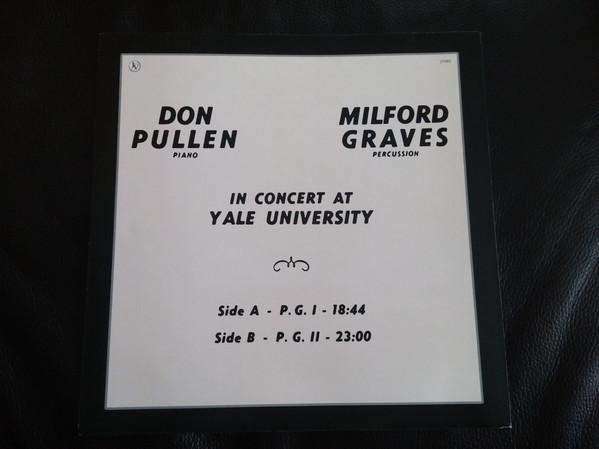 DON
PULLEN
PIANO
MILFORD
GRAVES
PERCUSSION
IN CONCERT AT
YALE UNIVERSITY
Side A - P. G. I - 18:44
Side B - P. G. II - 23:00